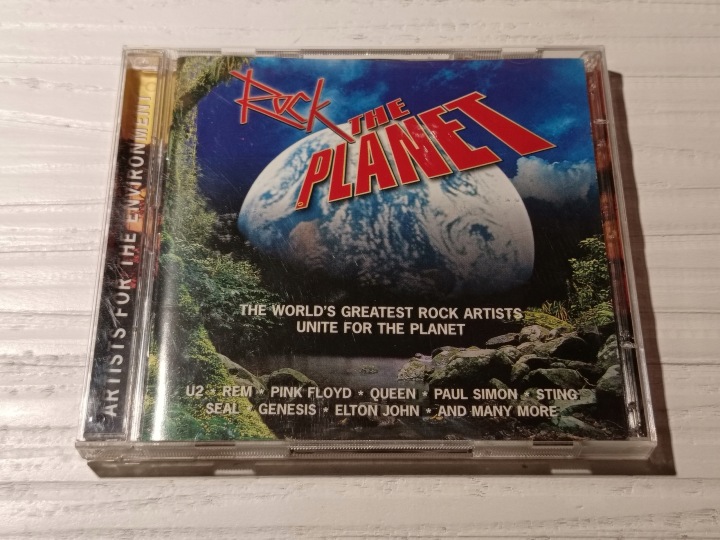 ARTISTS FOR THE ENVIRONMENT
ROCK
THE
PLANET
THE WORLD'S GREATEST ROCK ARTISTS
UNITE FOR THE PLANET
U2 * REM * PINK FLOYD * QUEEN * PAUL SIMON * STING
SEAL * GENESIS * ELTON JOHN * AND MANY MORE